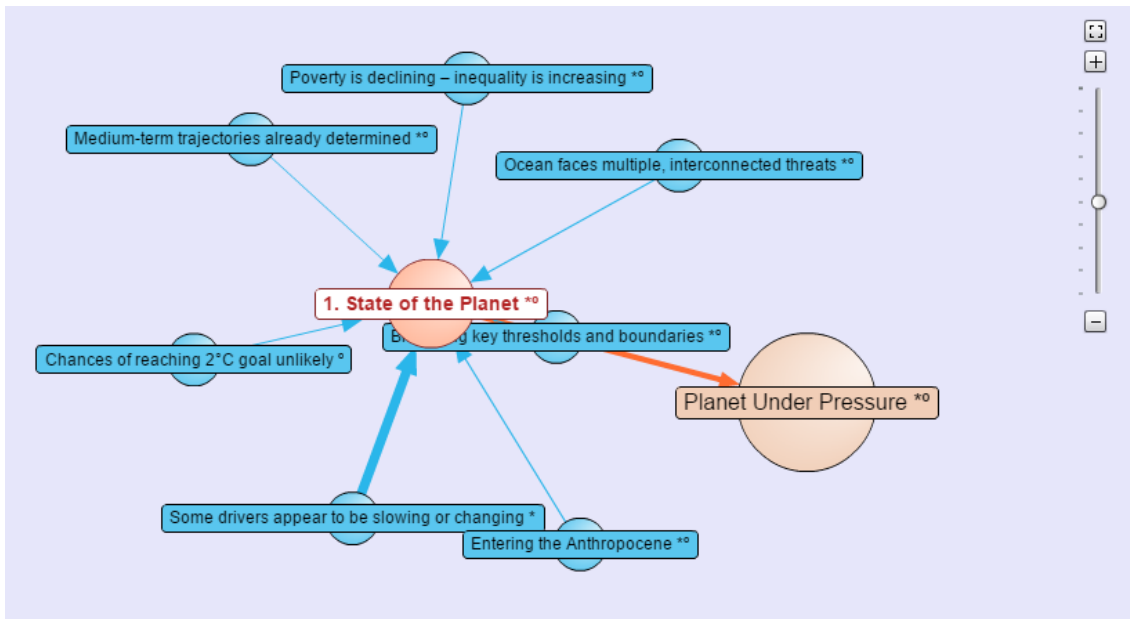 Poverty is declining – inequality is increasing *º
Medium-term trajectories already determined *º
Ocean faces multiple, interconnected threats *º
1. State of the Planet *º
key thresholds and boundaries *º
Chances of reaching 2°C goal unlikely º
Planet Under Pressure *º
Some drivers appear to be slowing or changing *
Entering the Anthropocene *º